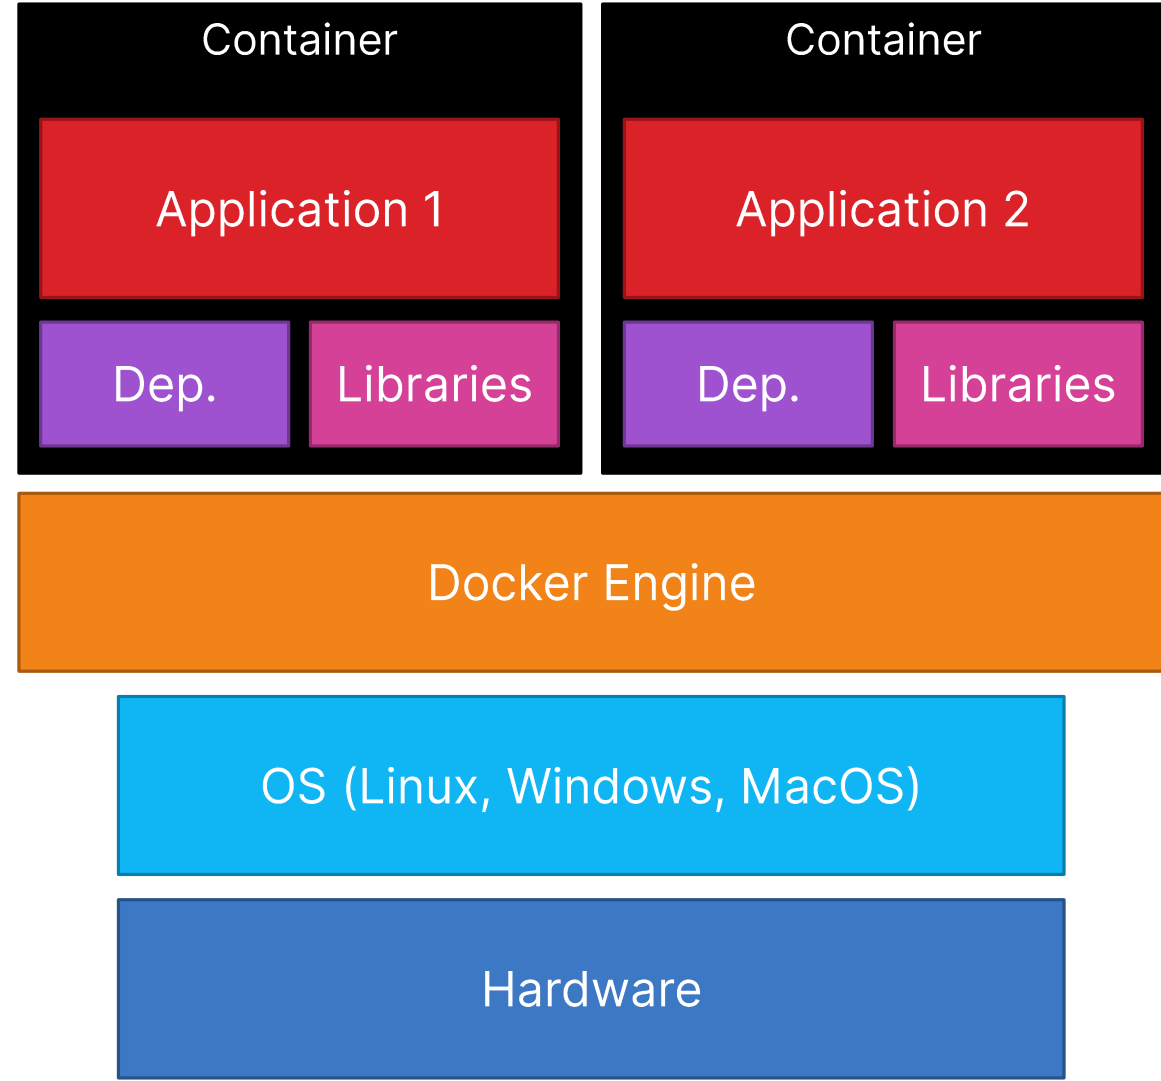 Container
Container
Application 1
Application 2
Dep.
Libraries
Dep.
Libraries
Docker Engine
OS (Linux, Windows, MacOS)
Hardware